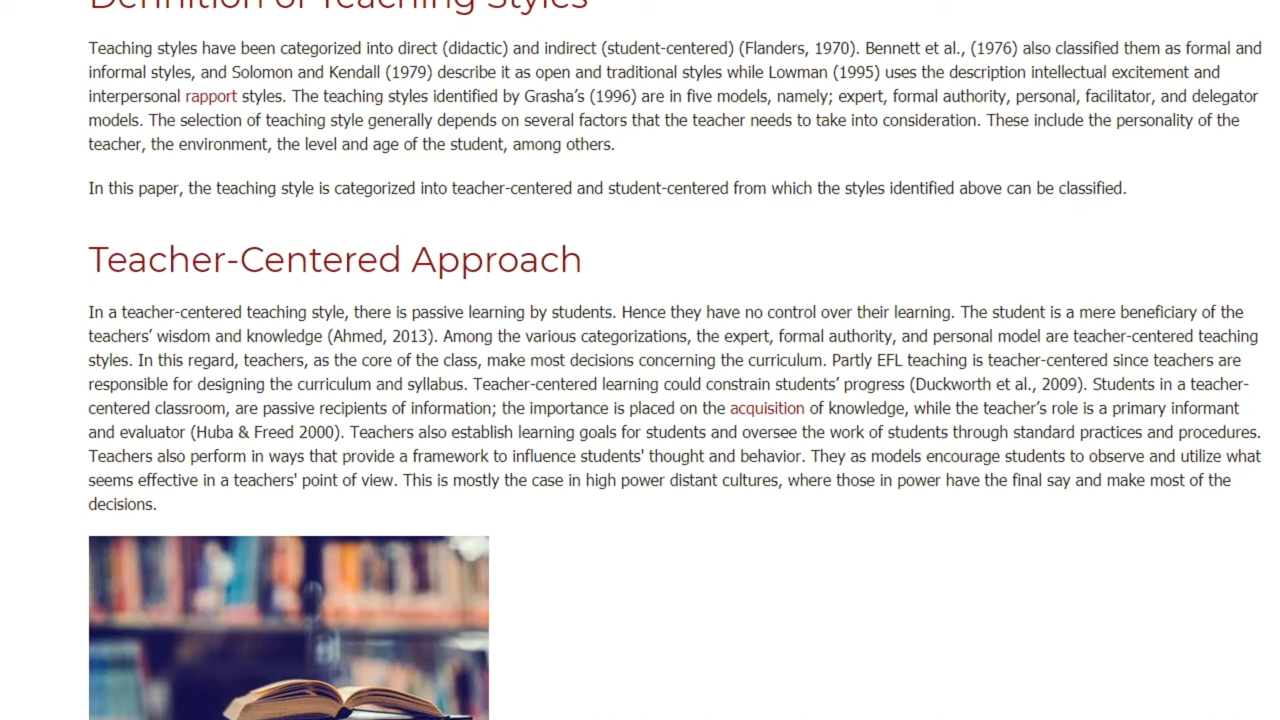 Definition of Teaching Styles
Teaching styles have been categorized into direct (didactic) and indirect (student-centered) (Flanders, 1970). Bennett et al., (1976) also classified them as formal and
informal styles, and Solomon and Kendall (1979) describe it as open and traditional styles while Lowman (1995) uses the description intellectual excitement and
interpersonal rapport styles. The teaching styles identified by Grasha’s (1996) are in five models, namely; expert, formal authority, personal, facilitator, and delegator
models. The selection of teaching style generally depends on several factors that the teacher needs to take into consideration. These include the personality of the
teacher, the environment, the level and age of the student, among others.
In this paper, the teaching style is categorized into teacher-centered and student-centered from which the styles identified above can be classified.
Teacher-Centered Approach
In a teacher-centered teaching style, there is passive learning by students. Hence they have no control over their learning. The student is a mere beneficiary of the
teachers’ wisdom and knowledge (Ahmed, 2013). Among the various categorizations, the expert, formal authority, and personal model are teacher-centered teaching
styles. In this regard, teachers, as the core of the class, make most decisions concerning the curriculum. Partly EFL teaching is teacher-centered since teachers are
responsible for designing the curriculum and syllabus. Teacher-centered learning could constrain students’ progress (Duckworth et al., 2009). Students in a teacher-
centered classroom, are passive recipients of information; the importance is placed on the acquisition of knowledge, while the teacher’s role is a primary informant
and evaluator (Huba & Freed 2000). Teachers also establish learning goals for students and oversee the work of students through standard practices and procedures.
Teachers also perform in ways that provide a framework to influence students' thought and behavior. They as models encourage students to observe and utilize what
seems effective in a teachers' point of view. This is mostly the case in high power distant cultures, where those in power have the final say and make most of the
decisions.